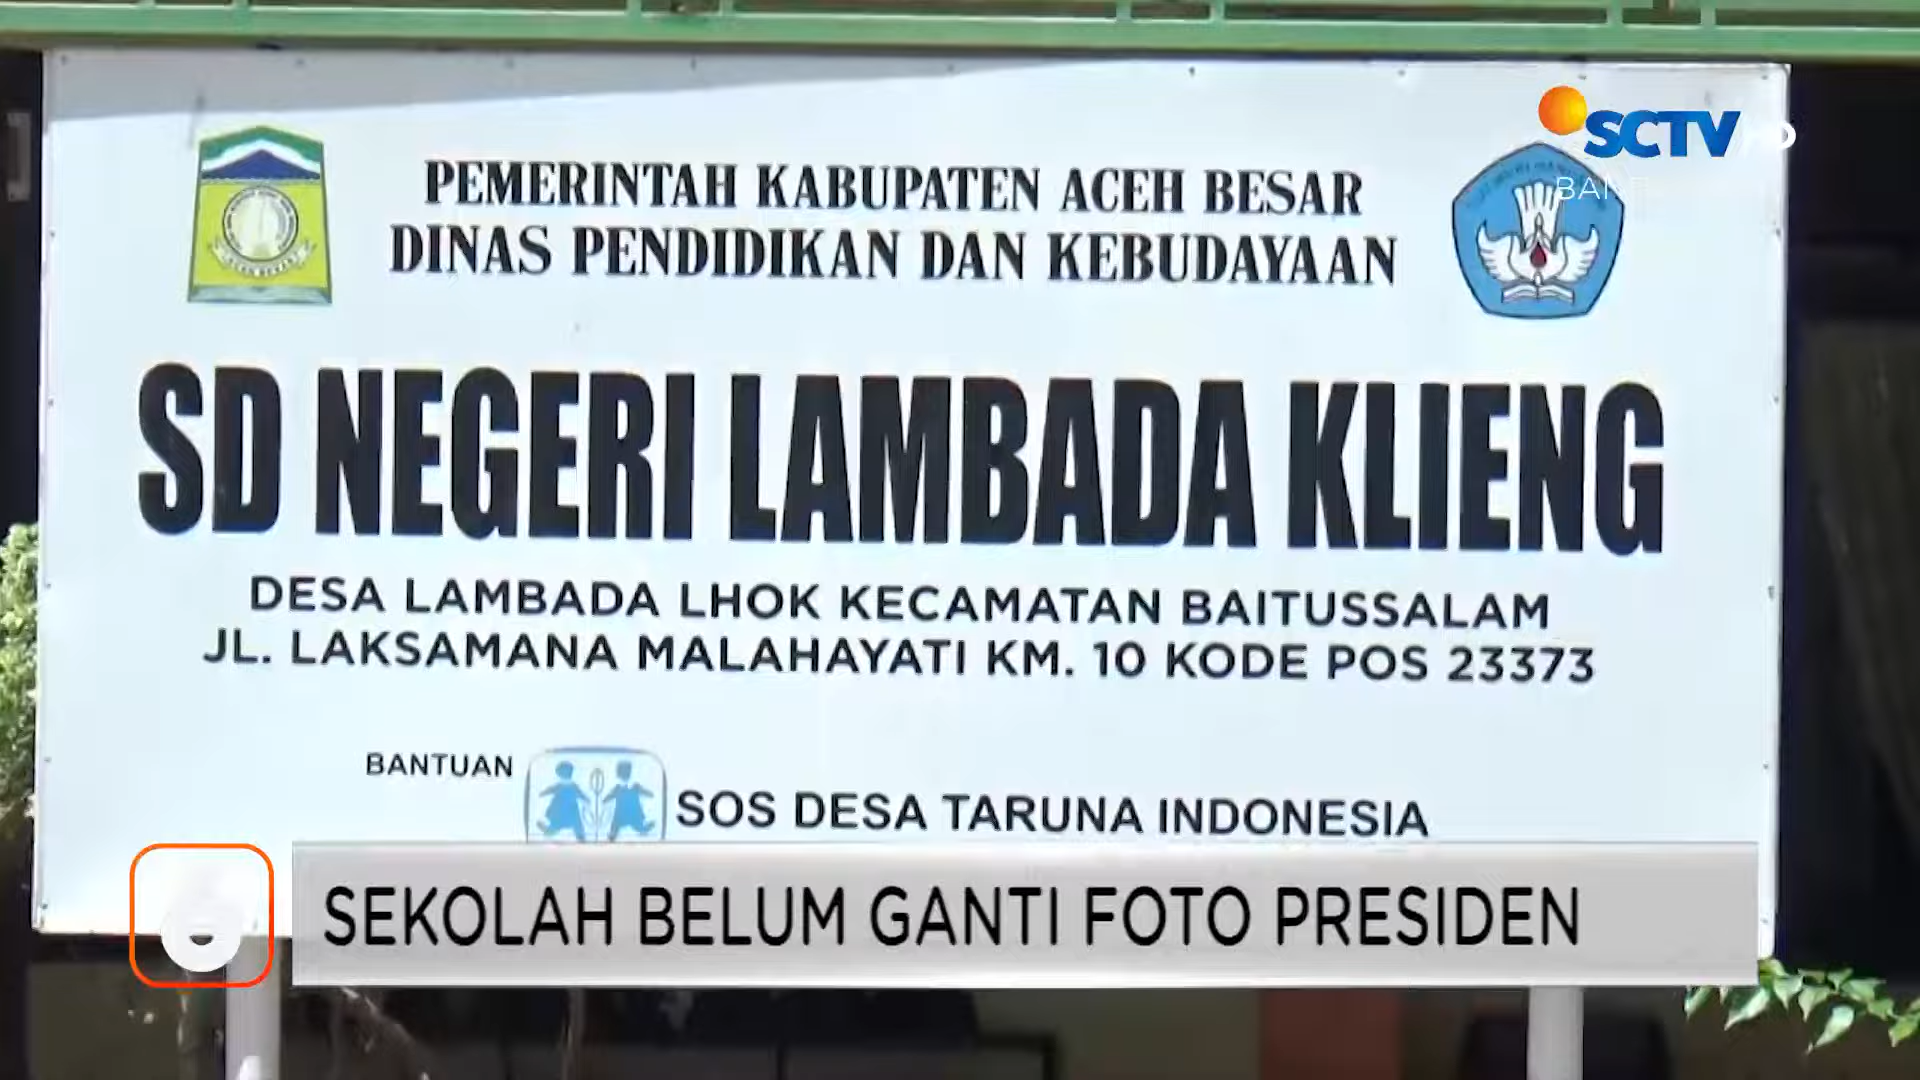 SCTV
PEMERINTAH KABUPATEN ACEH BESAR
DINAS PENDIDIKAN DAN KEBUDAYAAN
SD NEGERI LAMBADA KLIENG
DESA LAMBADA LHOK KECAMATAN BAITUSSALAM
JL. LAKSAMANA MALAHAYATI KM. 10 KODE POS 23373
BANTUAN
SOS DESA TARUNA INDONESIA
SEKOLAH BELUM GANTI FOTO PRESIDEN